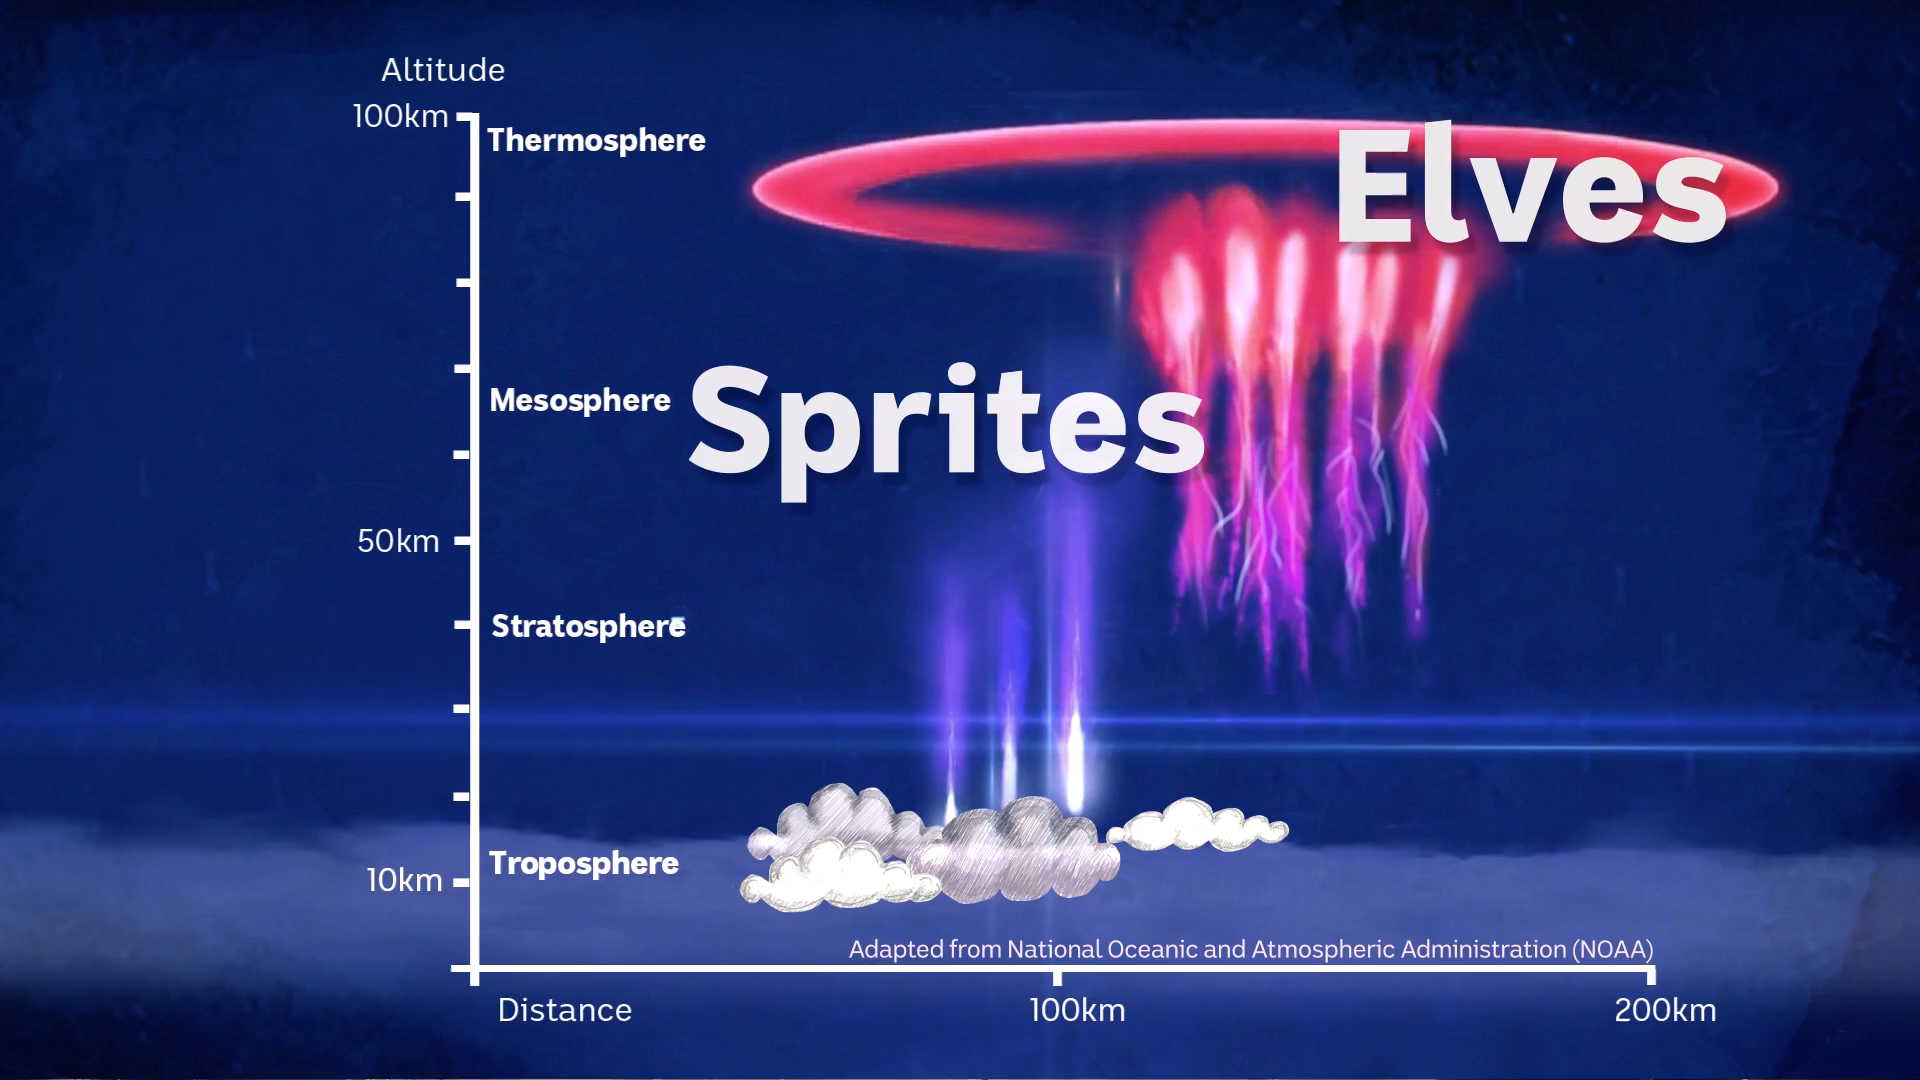 Altitude
100km
Thermosphere
Elves
Mesosphere
Sprites
50km
Stratosphere
Troposphere
10km
Adapted from National Oceanic and Atmospheric Administration (NOAA)
Distance
100km
200km